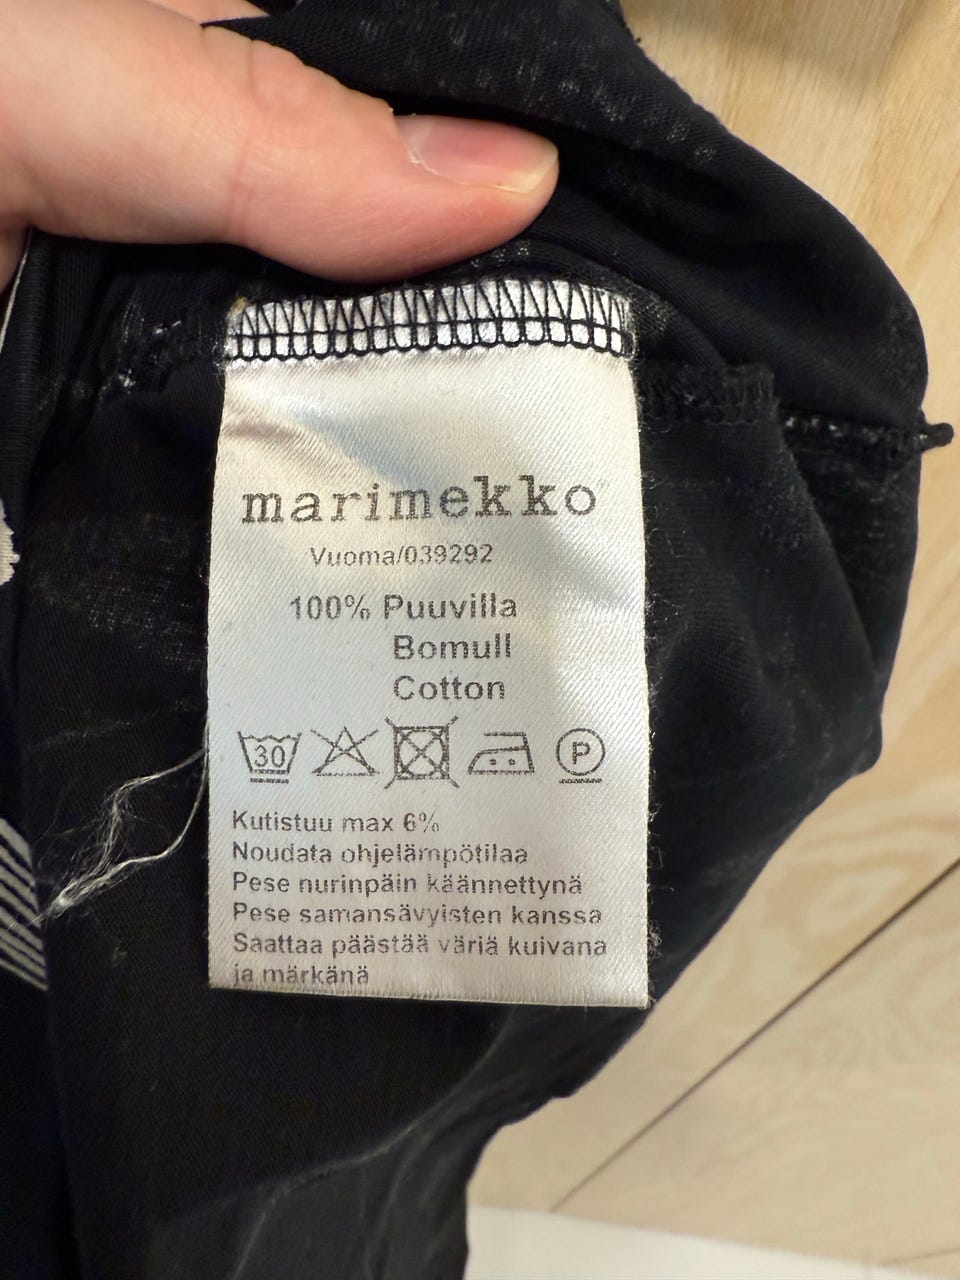 marimekko
Vuoma/039292
100% Puuvilla
Bomull
Cotton
30 P
Kutistuu max 6%
Noudata ohjelämpötilaa
Pese nurinpäin käännettynä
Pese samansävyisten kanssa
Saattaa päästää väriä kuivana
ja märkänä